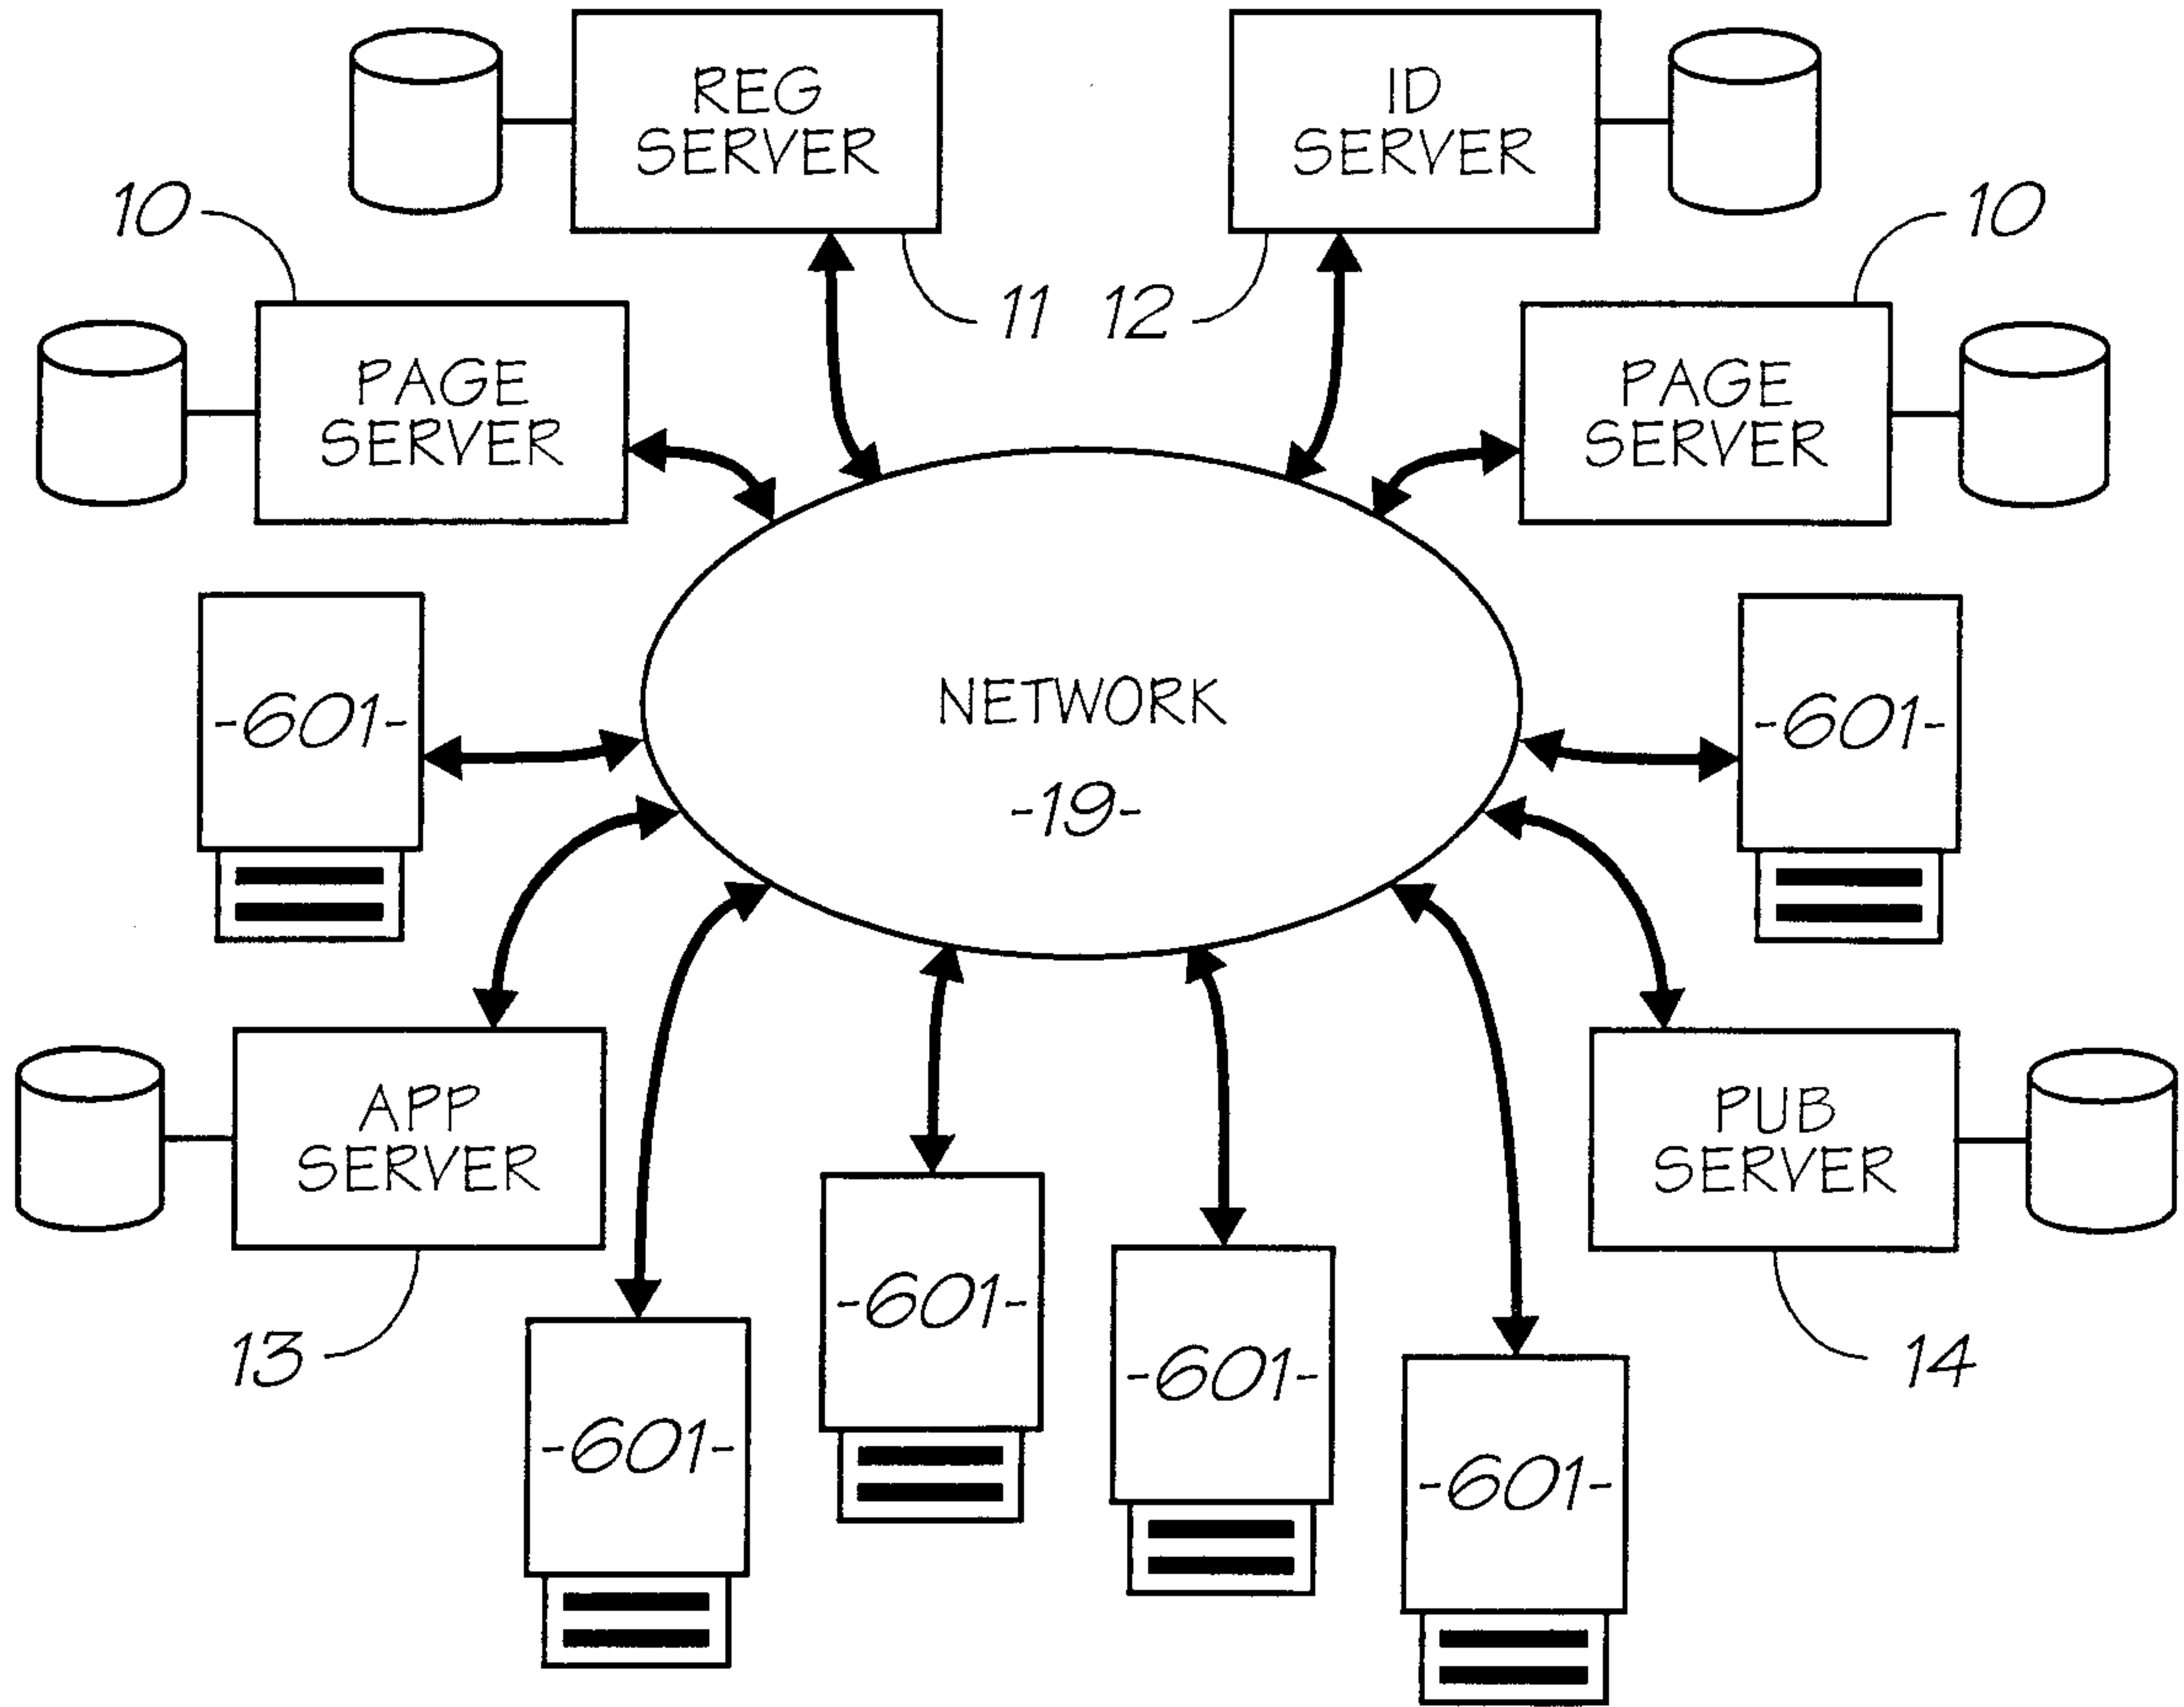 REG
SERVER
ID
SERVER
10
10
11
12
PAGE
SERVER
PAGE
SERVER
-601-
NETWORK
-19-
-601-
APP
SERVER
PUB
SERVER
13
-601-
-601-
-601-
-601-
14